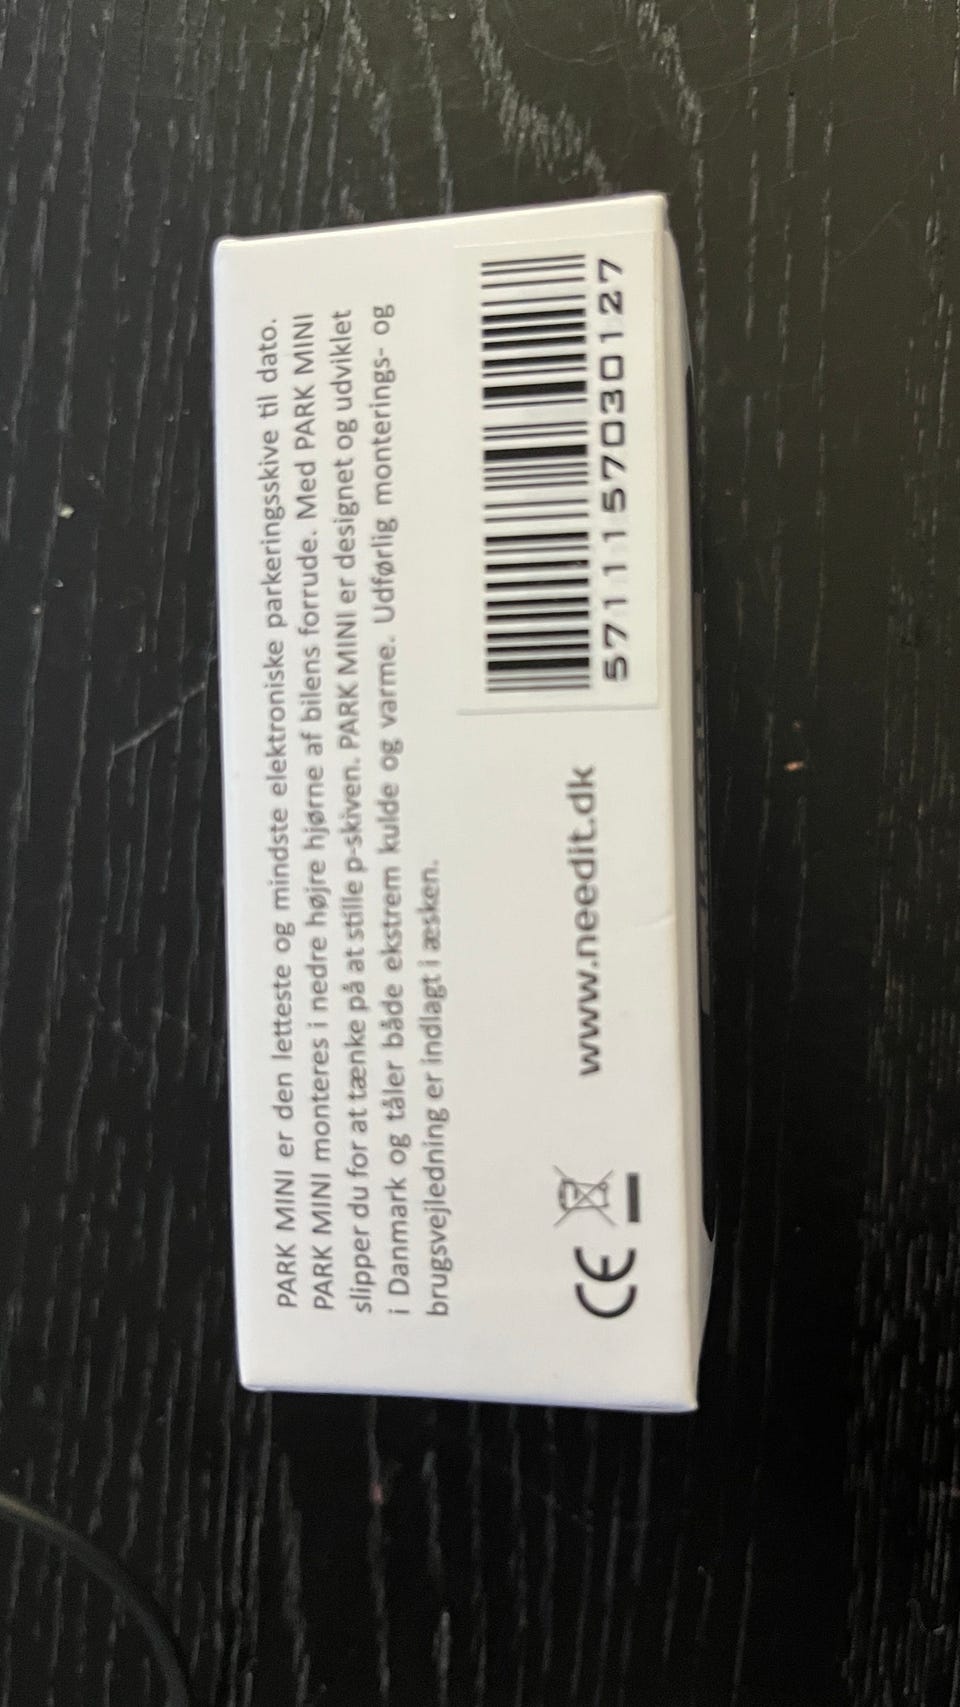 PARK MINI er den letteste og mindste elektroniske parkeringsskive til dato.
PARK MINI monteres i nedre højre hjørne af bilens forrude. Med PARK MINI
slipper du for at tænke på at stille p-skiven. PARK MINI er designet og udviklet
i Danmark og tåler både ekstrem kulde og varme. Udførlig monterings- og
brugsvejledning er indlagt i æsken.
CE
www.needit.dk
5711157030127